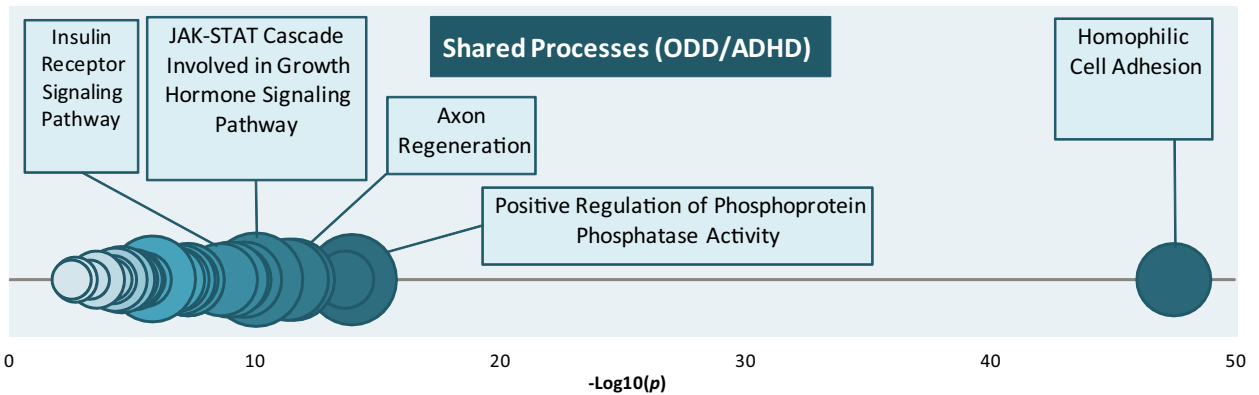 Insulin
Receptor
Signaling
Pathway
JAK-STAT Cascade
Involved in Growth
Hormone Signaling
Pathway
Shared Processes (ODD/ADHD)
Axon
Regeneration
Positive Regulation of Phosphoprotein
Phosphatase Activity
Homophilic
Cell Adhesion
0 10 20 30 40 50
-Log10(p)